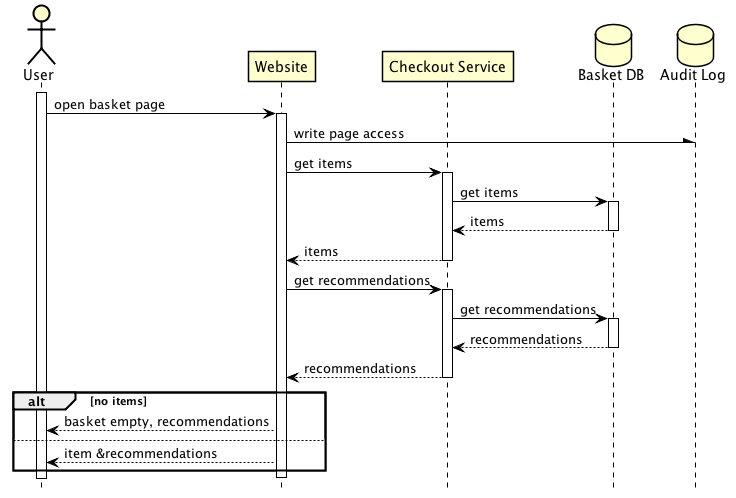 User
Website
Checkout Service
Basket DB
Audit Log
open basket page
write page access
get items
get items
items
items
get recommendations
get recommendations
recommendations
recommendations
alt [no items]
basket empty, recommendations
item &recommendations